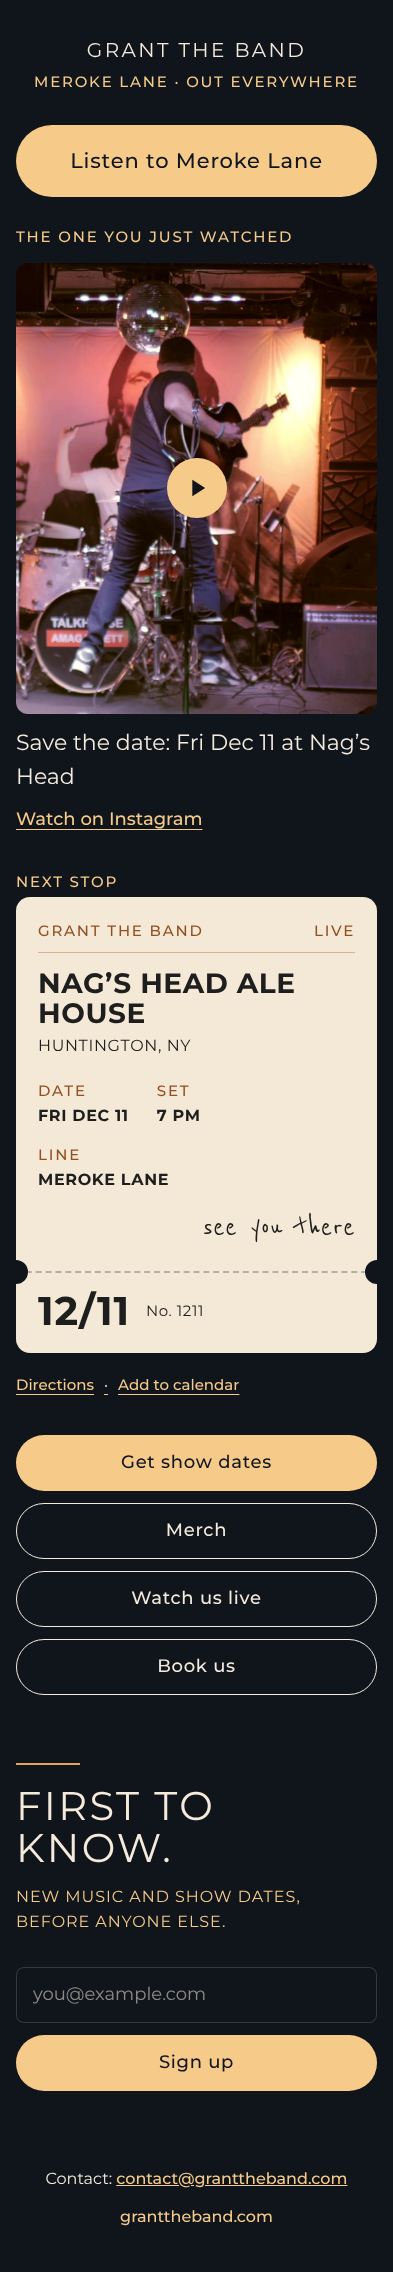 GRANT THE BAND
MEROKE LANE · OUT EVERYWHERE
Listen to Meroke Lane
THE ONE YOU JUST WATCHED
Save the date: Fri Dec 11 at Nag’s
Head
Watch on Instagram
NEXT STOP
GRANT THE BAND LIVE
NAG’S HEAD ALE
HOUSE
HUNTINGTON, NY
DATE SET
FRI DEC 11 7 PM
LINE
MEROKE LANE
see you there
12/11 No. 1211
Directions · Add to calendar
Get show dates
Merch
Watch us live
Book us
FIRST TO
KNOW.
NEW MUSIC AND SHOW DATES,
BEFORE ANYONE ELSE.
you@example.com
Sign up
Contact: contact@granttheband.com
granttheband.com